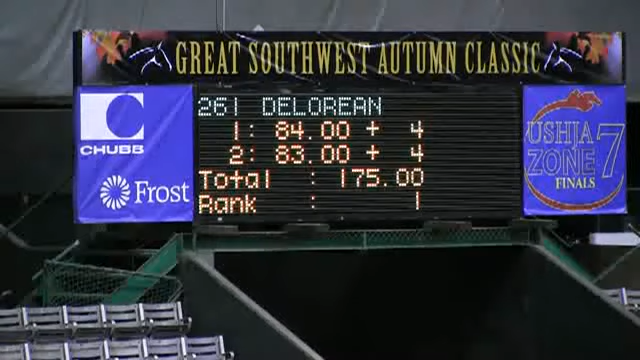 GREAT SOUTHWEST AUTUMN CLASSIC
CHUBB
Frost
261 DELOREAN
1: 84.00 + 4
2: 83.00 + 4
Total : 175.00
Rank : 1
USHJA
ZONE 7
FINALS